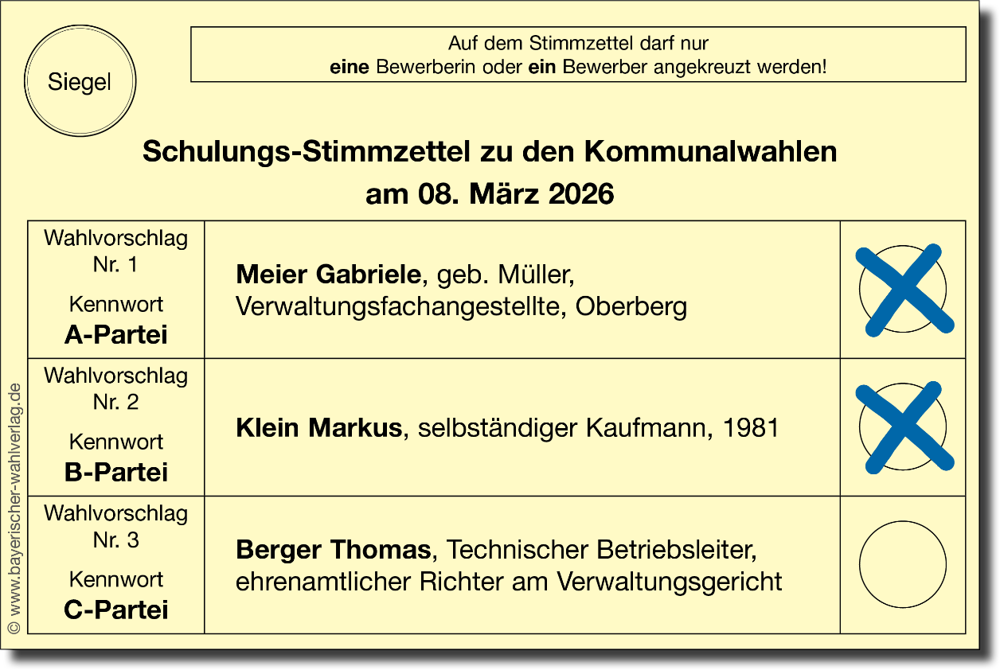 Siegel
Auf dem Stimmzettel darf nur
eine Bewerberin oder ein Bewerber angekreuzt werden!
Schulungs-Stimmzettel zu den Kommunalwahlen
am 08. März 2026
Wahlvorschlag
Nr. 1
Kennwort
A-Partei
Meier Gabriele, geb. Müller,
Verwaltungsfachangestellte, Oberberg
Wahlvorschlag
Nr. 2
Kennwort
B-Partei
Klein Markus, selbständiger Kaufmann, 1981
Wahlvorschlag
Nr. 3
Kennwort
C-Partei
Berger Thomas, Technischer Betriebsleiter,
ehrenamtlicher Richter am Verwaltungsgericht
© www.bayerischer-wahlverlag.de